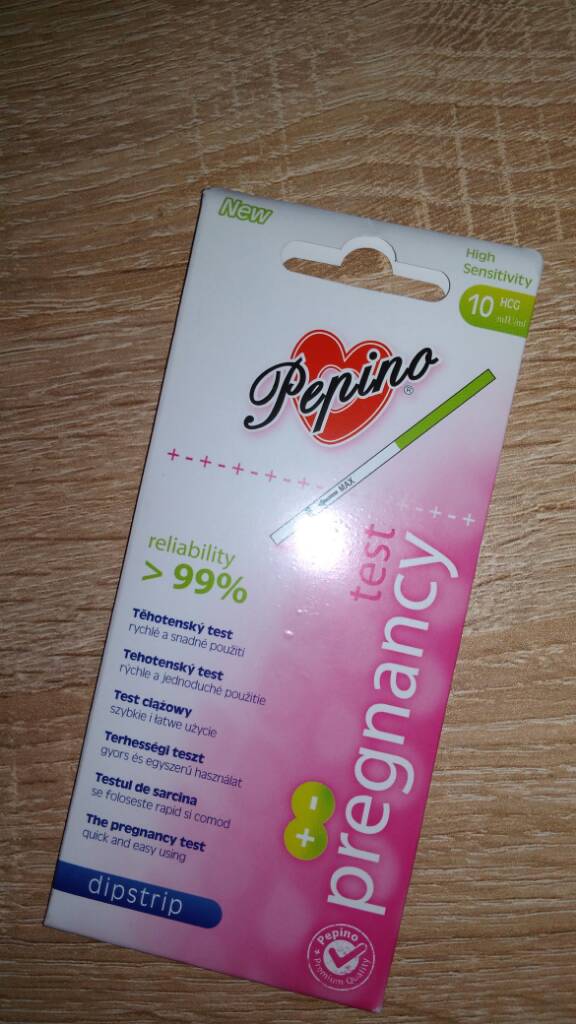 New
High
Sensitivity
10 HCG
mIU/ml
Pepino®
MAX
reliability
> 99%
test
pregnancy
Těhotenský test
rychlé a snadné použití
Tehotenský test
rýchle a jednoduché použitie
Test ciążowy
szybkie i łatwe użycie
Terhességi teszt
gyors és egyszerű használat
Testul de sarcina
se foloseste rapid si comod
The pregnancy test
quick and easy using
dipstrip
Pepino
Premium Quality